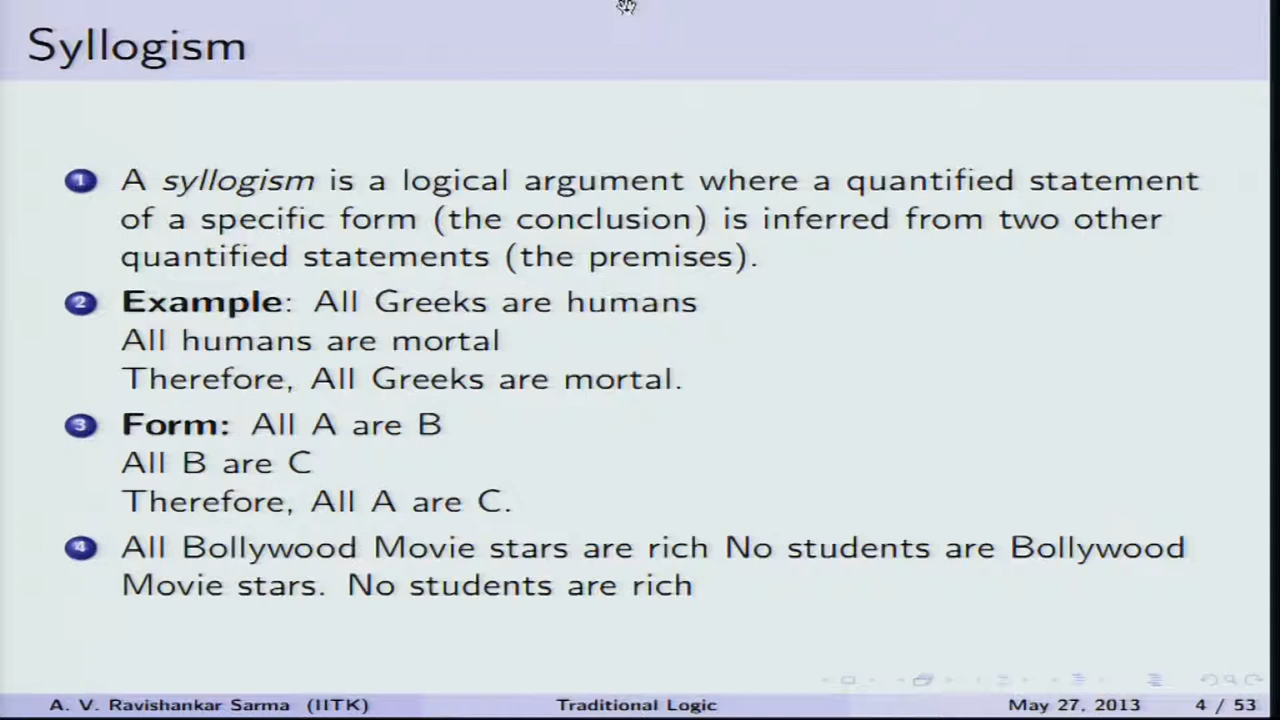 Syllogism
1 A syllogism is a logical argument where a quantified statement
of a specific form (the conclusion) is inferred from two other
quantified statements (the premises).
2 Example: All Greeks are humans
All humans are mortal
Therefore, All Greeks are mortal.
3 Form: All A are B
All B are C
Therefore, All A are C.
4 All Bollywood Movie stars are rich No students are Bollywood
Movie stars. No students are rich
A. V. Ravishankar Sarma (IITK) Traditional Logic May 27, 2013 4 / 53